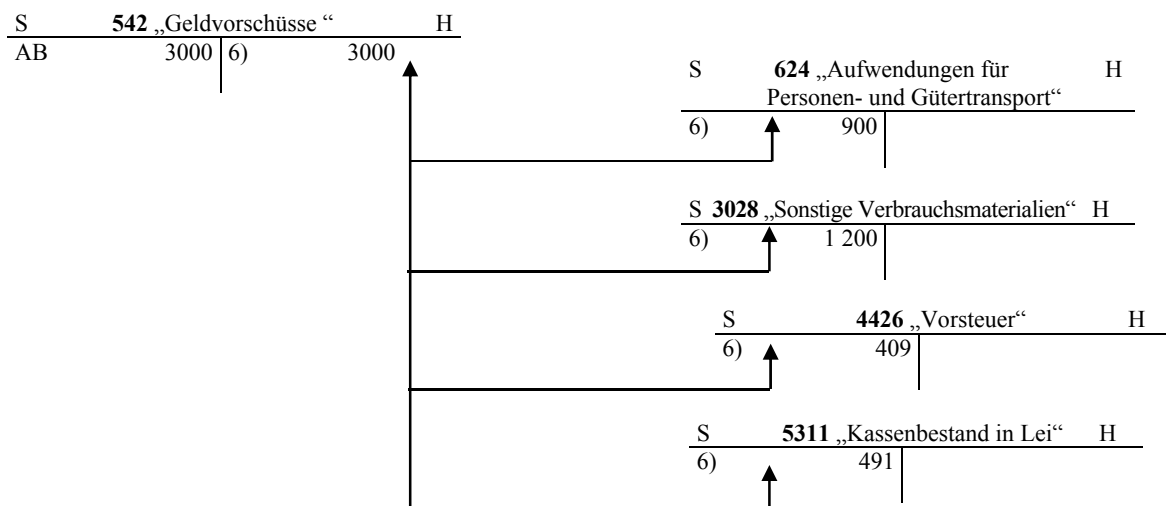 S 542 „Geldvorschüsse “ H
AB 3000 6) 3000
S 624 „Aufwendungen für H
Personen- und Gütertransport“
6) 900
S 3028 „Sonstige Verbrauchsmaterialien“ H
6) 1 200
S 4426 „Vorsteuer“ H
6) 409
S 5311 „Kassenbestand in Lei“ H
6) 491